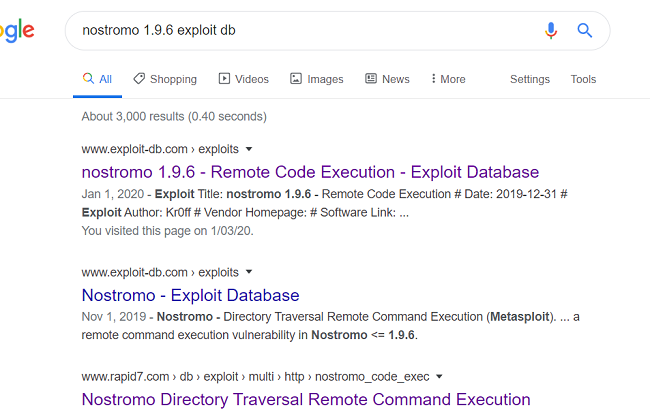 ogle nostromo 1.9.6 exploit db
All Shopping Videos Images News More Settings Tools
About 3,000 results (0.40 seconds)
www.exploit-db.com › exploits
nostromo 1.9.6 - Remote Code Execution - Exploit Database
Jan 1, 2020 - Exploit Title: nostromo 1.9.6 - Remote Code Execution # Date: 2019-12-31 #
Exploit Author: Kr0ff # Vendor Homepage: # Software Link: ...
You visited this page on 1/03/20.
www.exploit-db.com › exploits
Nostromo - Exploit Database
Nov 1, 2019 - Nostromo - Directory Traversal Remote Command Execution (Metasploit). ... a
remote command execution vulnerability in Nostromo <= 1.9.6.
www.rapid7.com › db › exploit › multi › http › nostromo_code_exec
Nostromo Directory Traversal Remote Command Execution